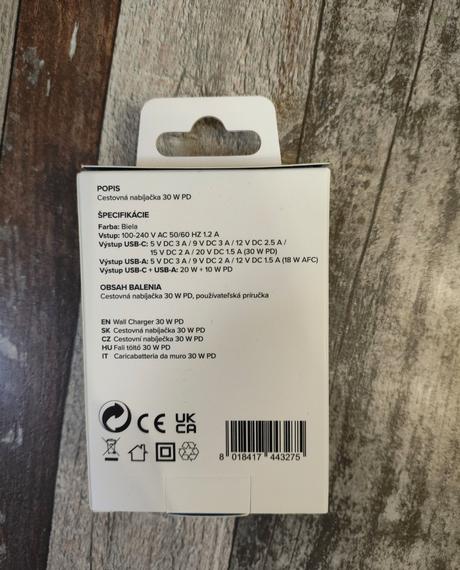 POPIS
Cestovná nabíjačka 30 W PD
ŠPECIFIKÁCIE
Farba: Biela
Vstup: 100-240 V AC 50/60 HZ 1.2 A
Výstup USB-C: 5 V DC 3 A / 9 V DC 3 A / 12 V DC 2.5 A /
15 V DC 2 A / 20 V DC 1.5 A (30 W PD)
Výstup USB-A: 5 V DC 3 A / 9 V DC 2 A / 12 V DC 1.5 A (18 W AFC)
Výstup USB-C + USB-A: 20 W + 10 W PD
OBSAH BALENIA
Cestovná nabíjačka 30 W PD, používateľská príručka
EN Wall Charger 30 W PD
SK Cestovná nabíjačka 30 W PD
CZ Cestovní nabíječka 30 W PD
HU Fali töltő 30 W PD
IT Caricabatteria da muro 30 W PD
CE UK
CA
8 018417 443275